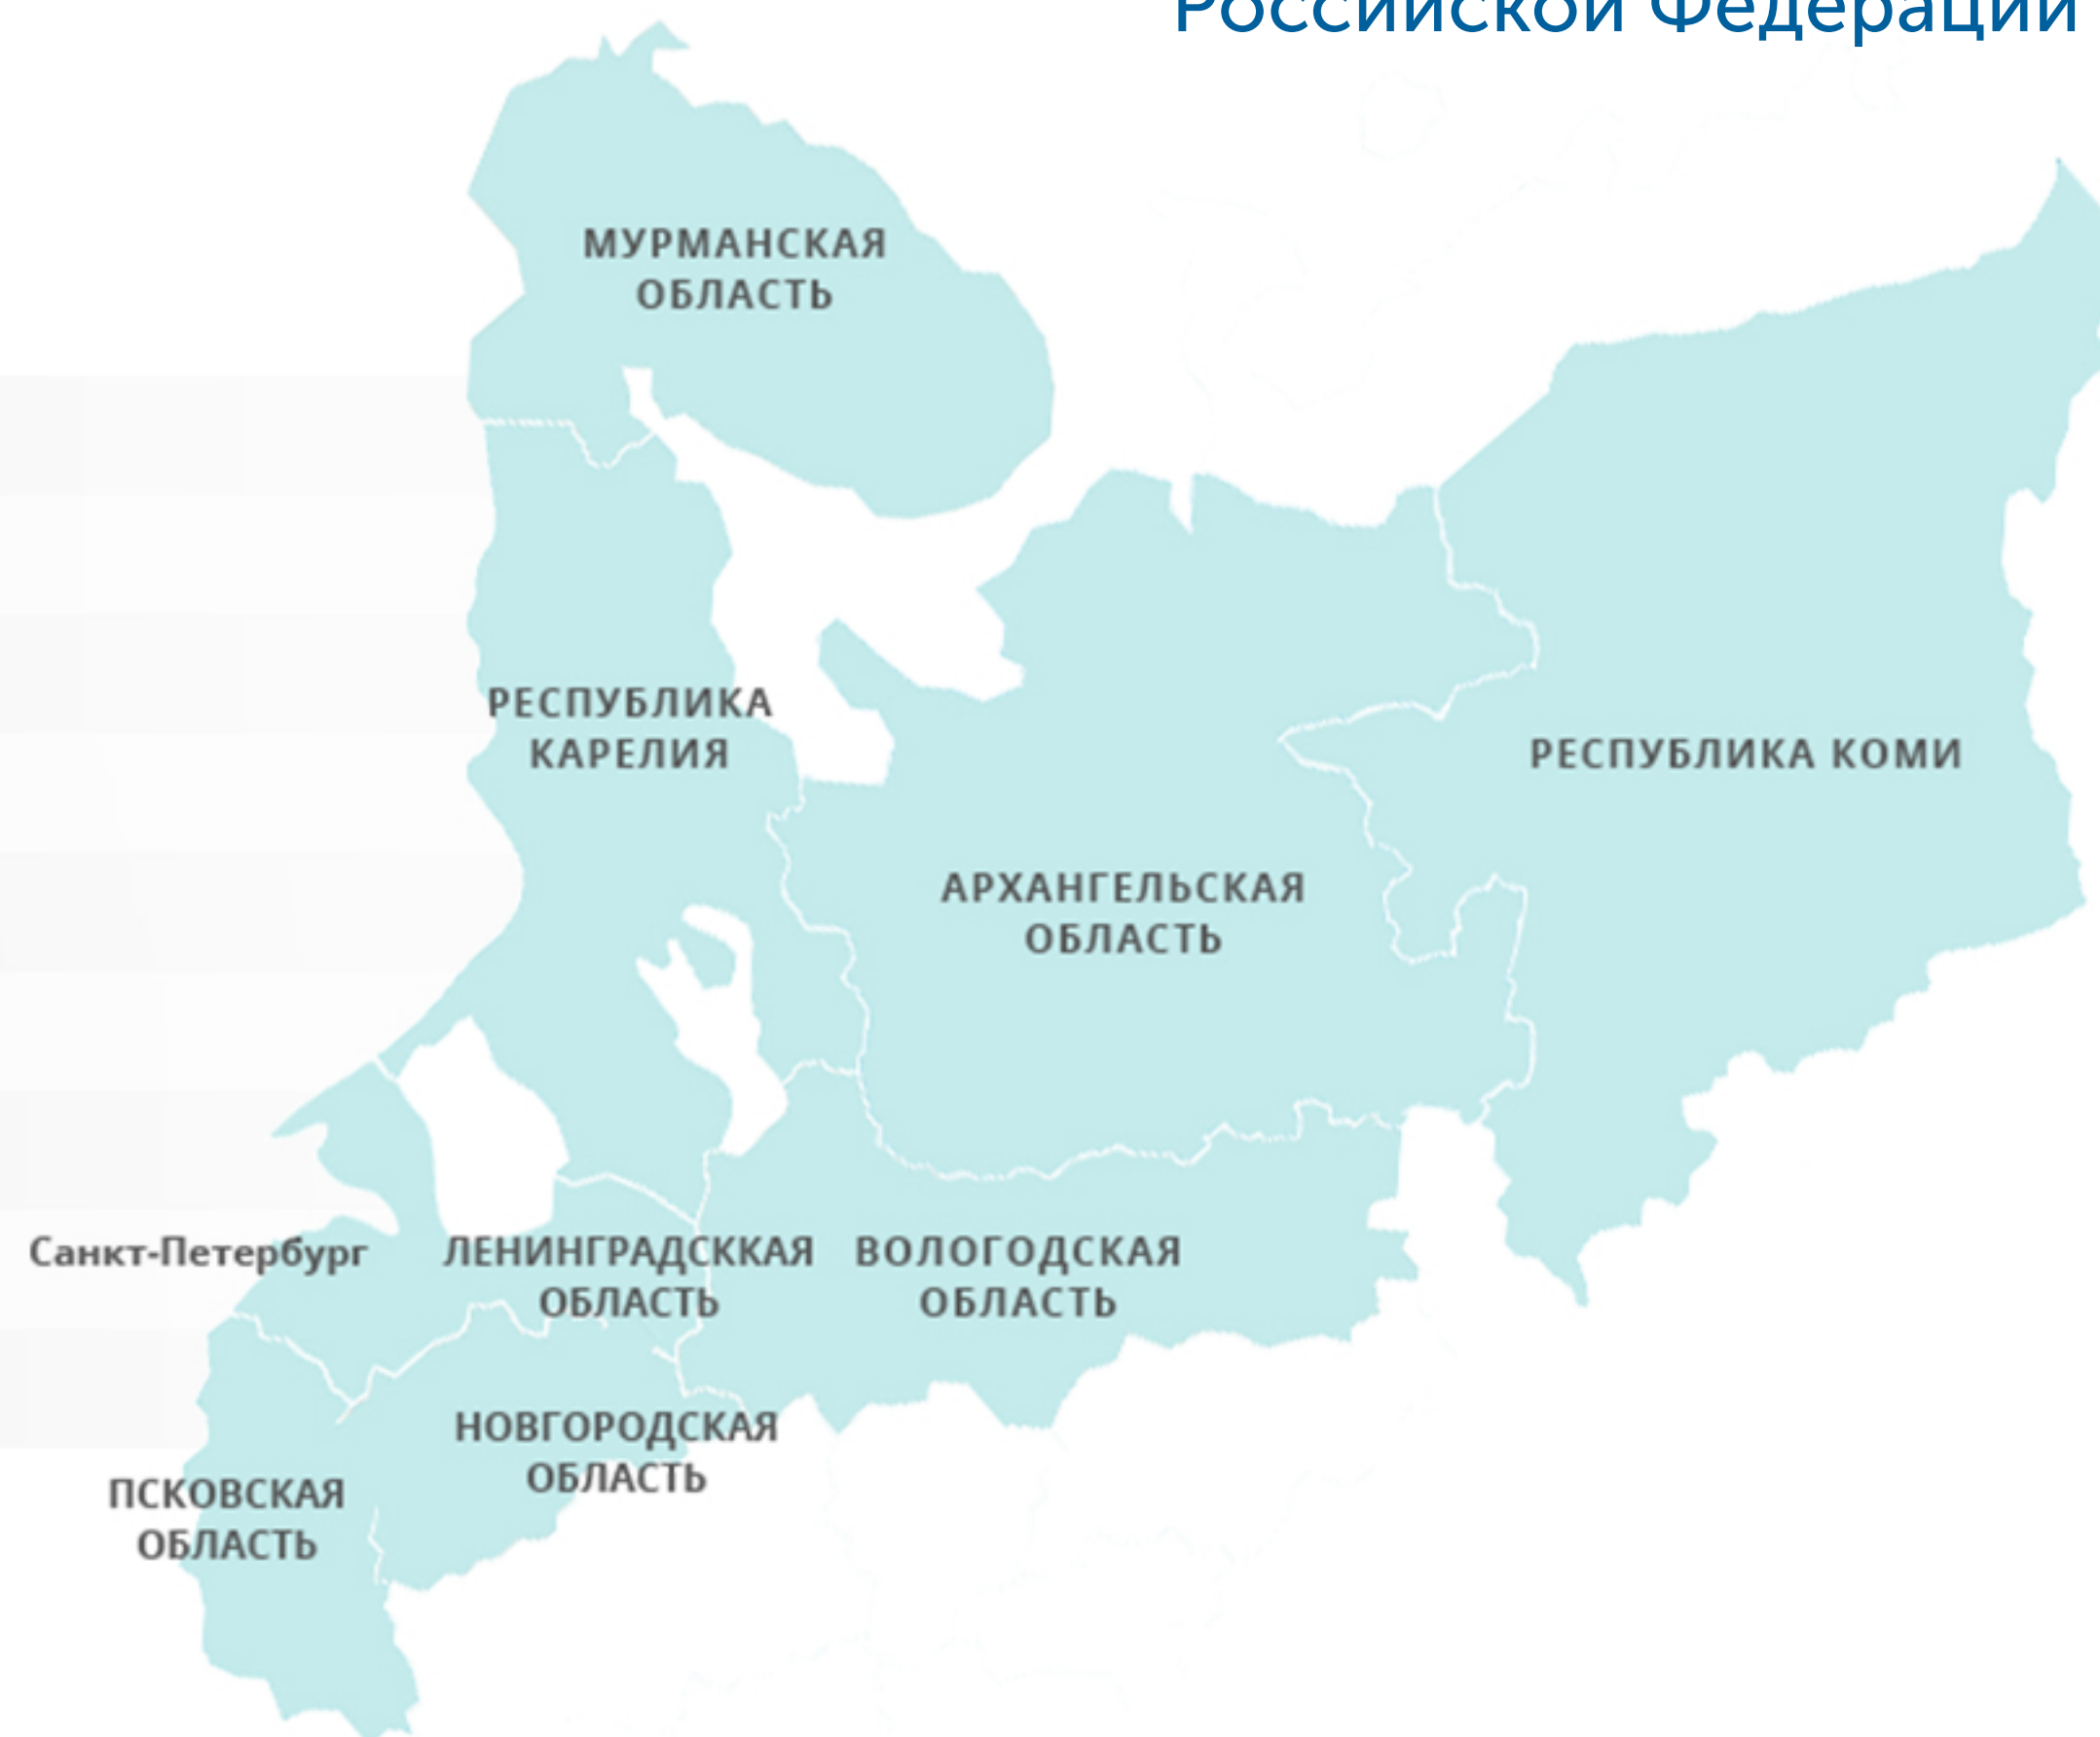 Российской Федерации
МУРМАНСКАЯ
ОБЛАСТЬ
РЕСПУБЛИКА
КАРЕЛИЯ
РЕСПУБЛИКА КОМИ
АРХАНГЕЛЬСКАЯ
ОБЛАСТЬ
Санкт-Петербург
ЛЕНИНГРАДСККАЯ
ОБЛАСТЬ
ВОЛОГОДСКАЯ
ОБЛАСТЬ
НОВГОРОДСКАЯ
ОБЛАСТЬ
ПСКОВСКАЯ
ОБЛАСТЬ